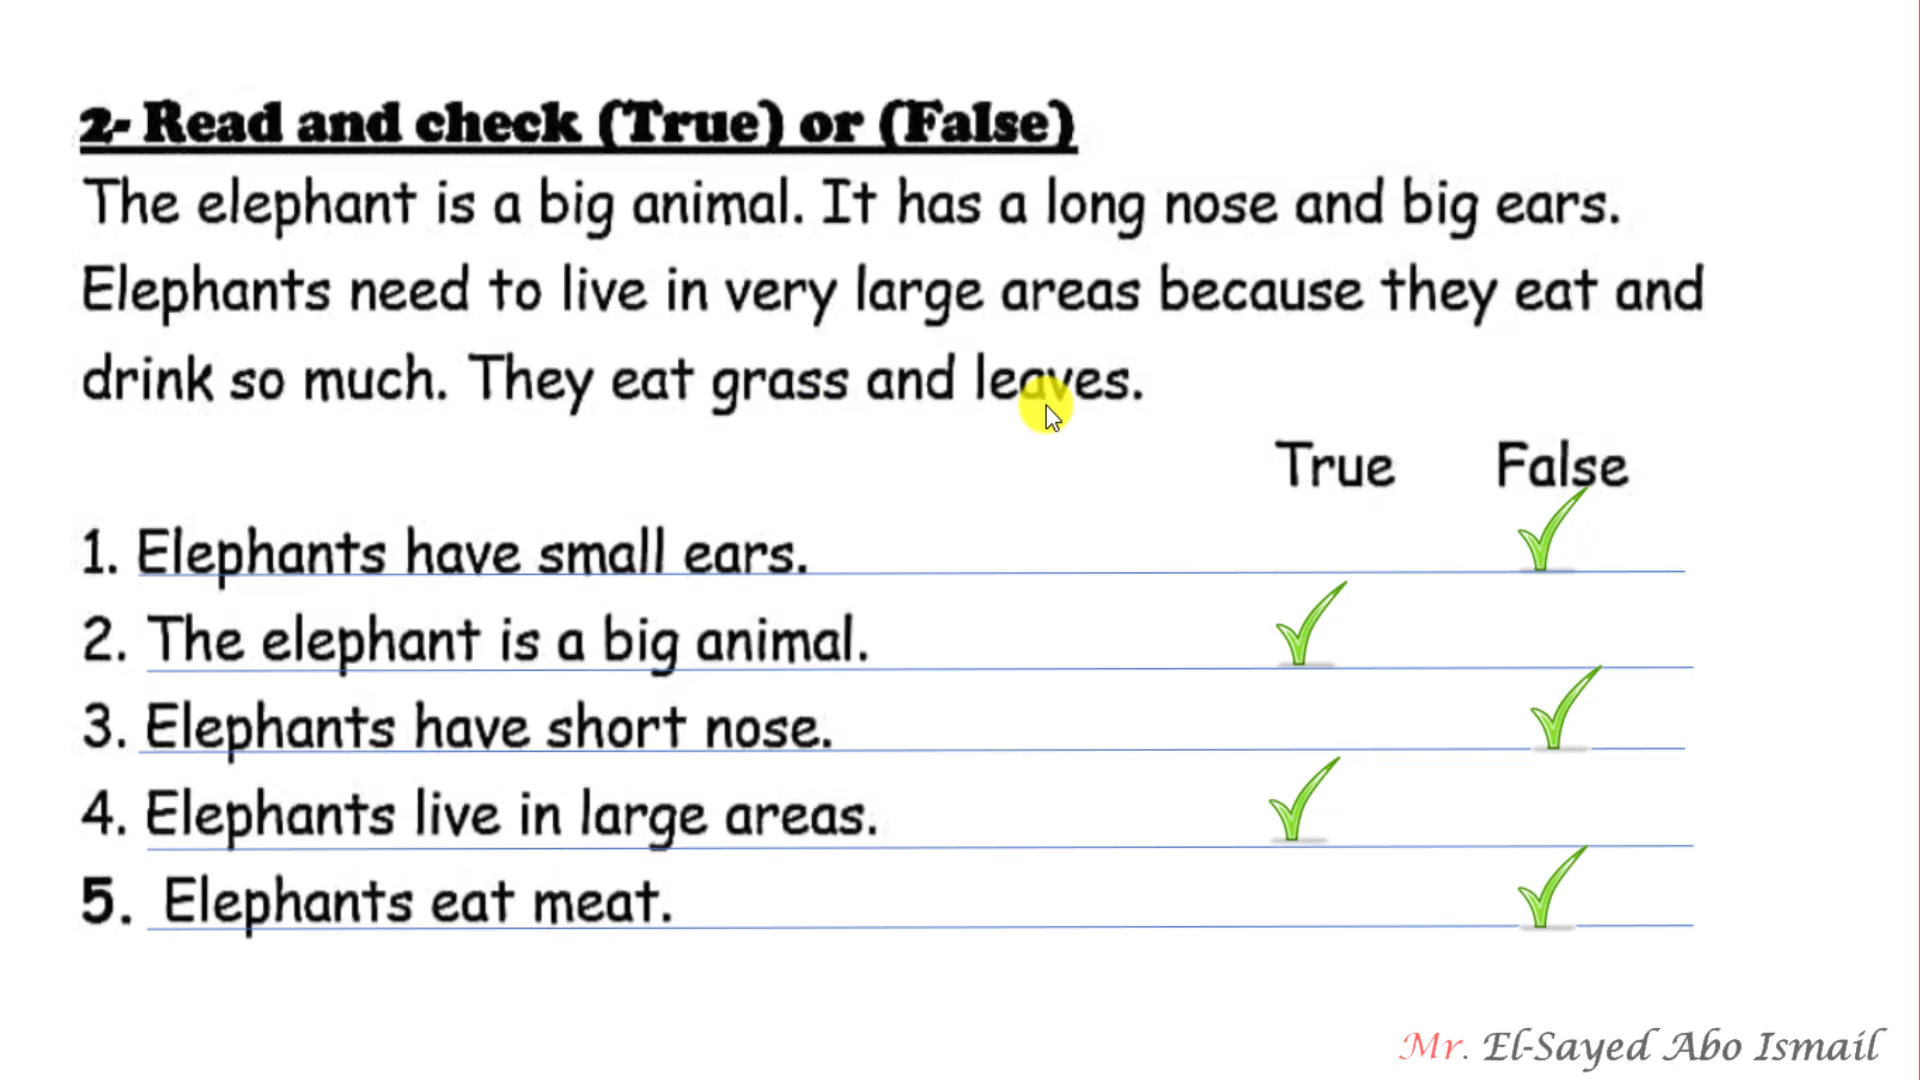 2- Read and check (True) or (False)
The elephant is a big animal. It has a long nose and big ears.
Elephants need to live in very large areas because they eat and
drink so much. They eat grass and leaves.
True False
1. Elephants have small ears.
2. The elephant is a big animal.
3. Elephants have short nose.
4. Elephants live in large areas.
5. Elephants eat meat.
Mr. El-Sayed Abo Ismail